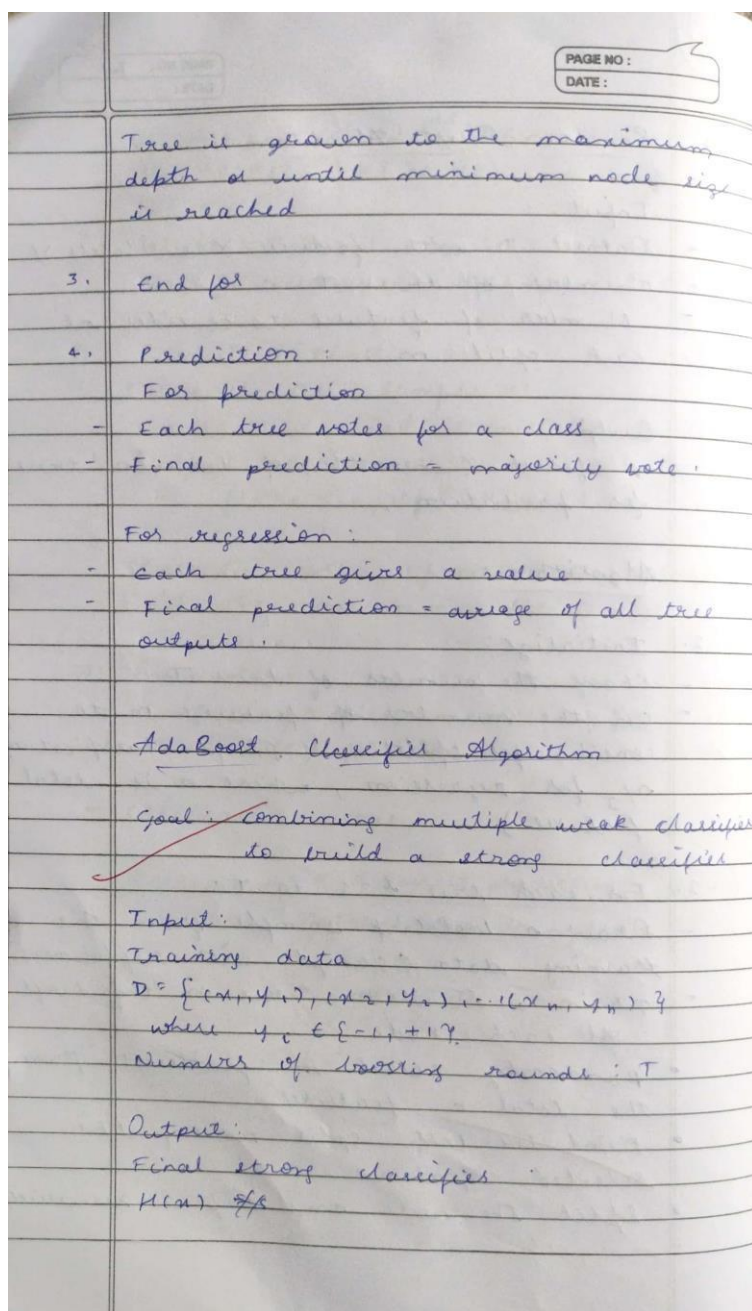 PAGE NO :
DATE :
Tree is grown to the maximum
depth or until minimum node size
is reached
3. End for
4. Prediction :
For prediction
- Each tree votes for a class
- Final prediction = majority vote .
For regression :
- Each tree gives a value
- Final prediction = average of all tree
outputs .
AdaBoost Classifier Algorithm
Goal : Combining multiple weak classifier
to build a strong classifier
Input :
Training data
D = { (x₁, y₁), (x₂, y₂), ... (xₙ, yₙ) }
where yᵢ ∈ {-1, +1}
Numbrs of boosting rounds : T
Output :
Final strong classifier
H(x)